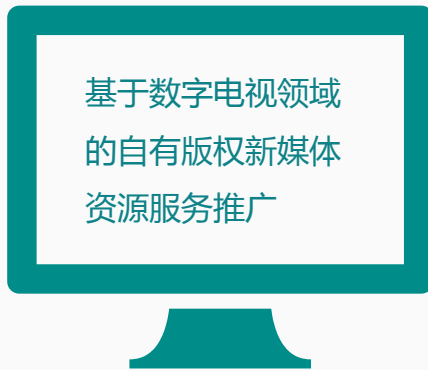 基于数字电视领域
的自有版权新媒体
资源服务推广